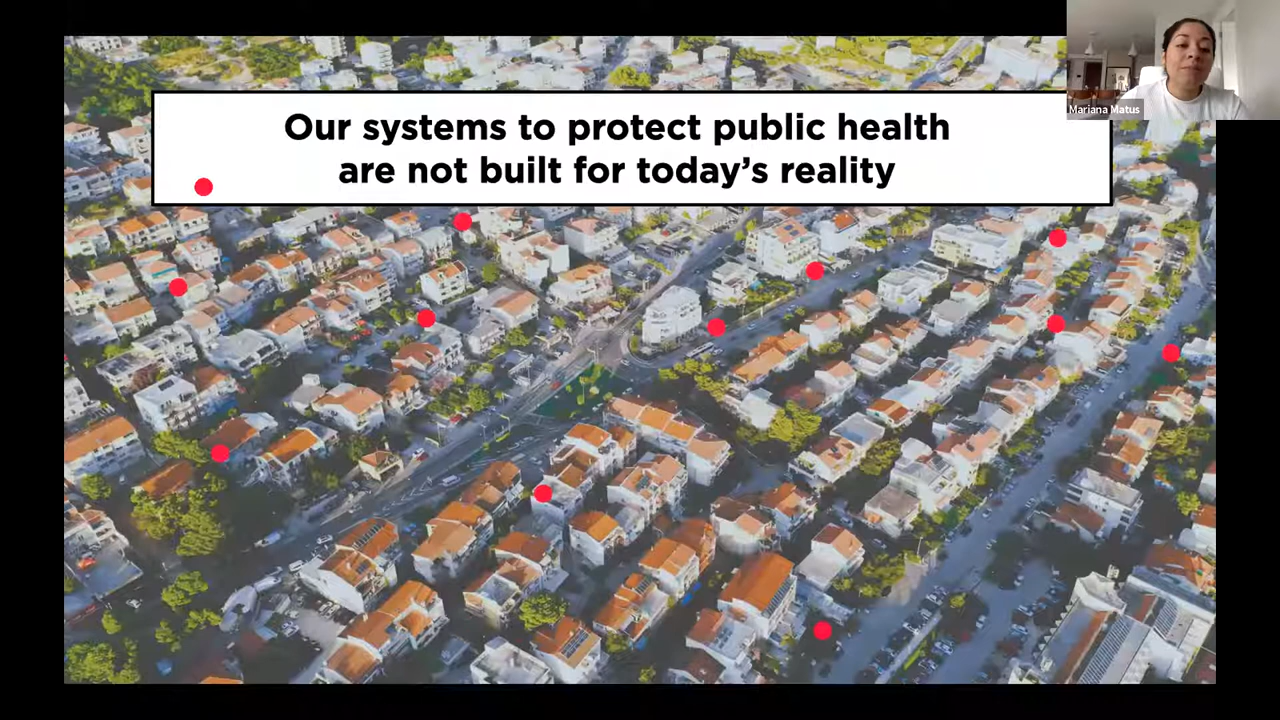 Our systems to protect public health
are not built for today's reality
Mariana Matus